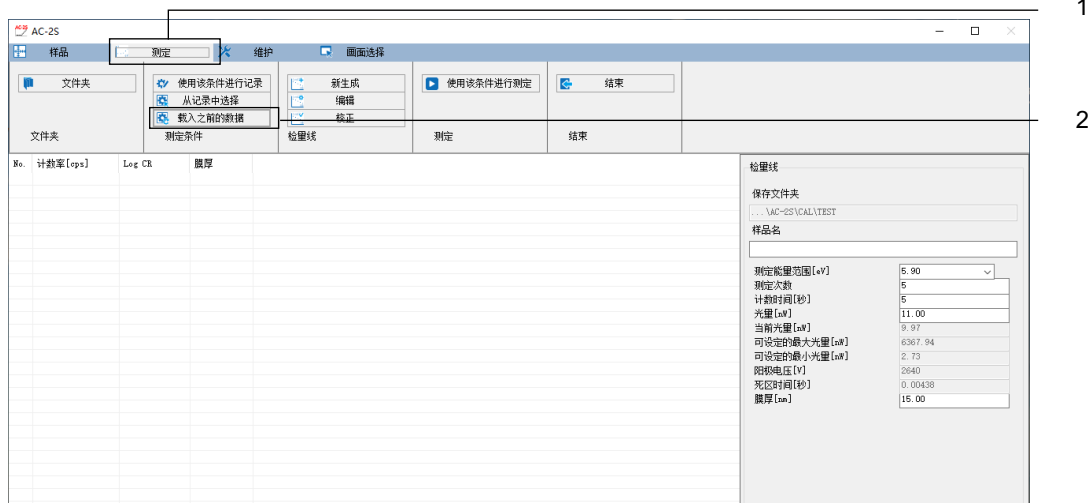 1
AC-2S
样品 测定 维护 画面选择
文件夹 使用该条件进行记录 新生成 使用该条件进行测定 结束
从记录中选择 编辑
载入之前的数据 校正
2
文件夹 测定条件 检量线 测定 结束
No. 计数率[cps] Log CR 膜厚
检量线
保存文件夹
...\AC-2S\CAL\TEST
样品名
测定能量范围[eV] 5.90
测定次数 5
计数时间[秒] 5
光量[nW] 11.00
当前光量[nW] 9.97
可设定的最大光量[nW] 6367.94
可设定的最小光量[nW] 2.73
阳极电压[V] 2640
死区时间[秒] 0.00438
膜厚[nm] 15.00